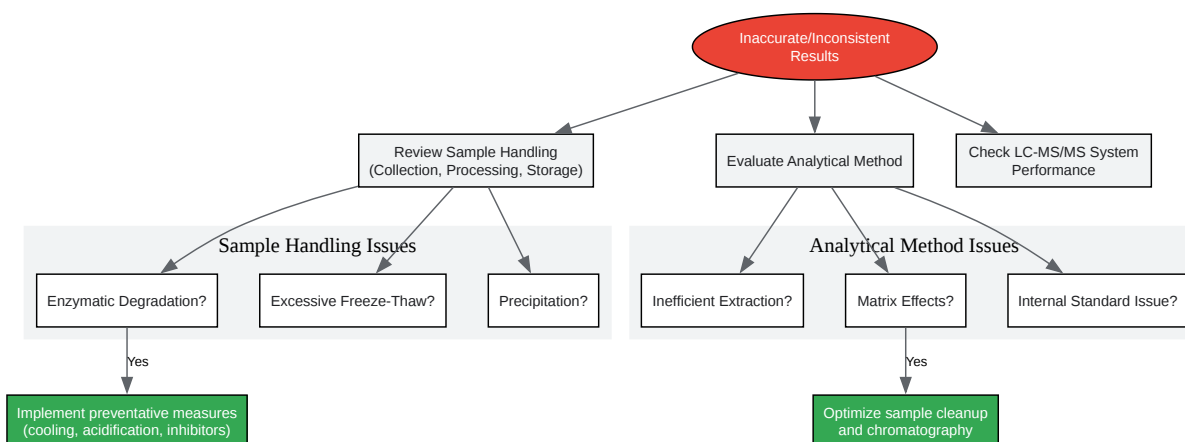 Inaccurate/Inconsistent
Results
Review Sample Handling
(Collection, Processing, Storage)
Evaluate Analytical Method
Check LC-MS/MS System
Performance
Sample Handling Issues
Analytical Method Issues
Enzymatic Degradation?
Excessive Freeze-Thaw?
Precipitation?
Inefficient Extraction?
Matrix Effects?
Internal Standard Issue?
Yes
Yes
Implement preventative measures
(cooling, acidification, inhibitors)
Optimize sample cleanup
and chromatography